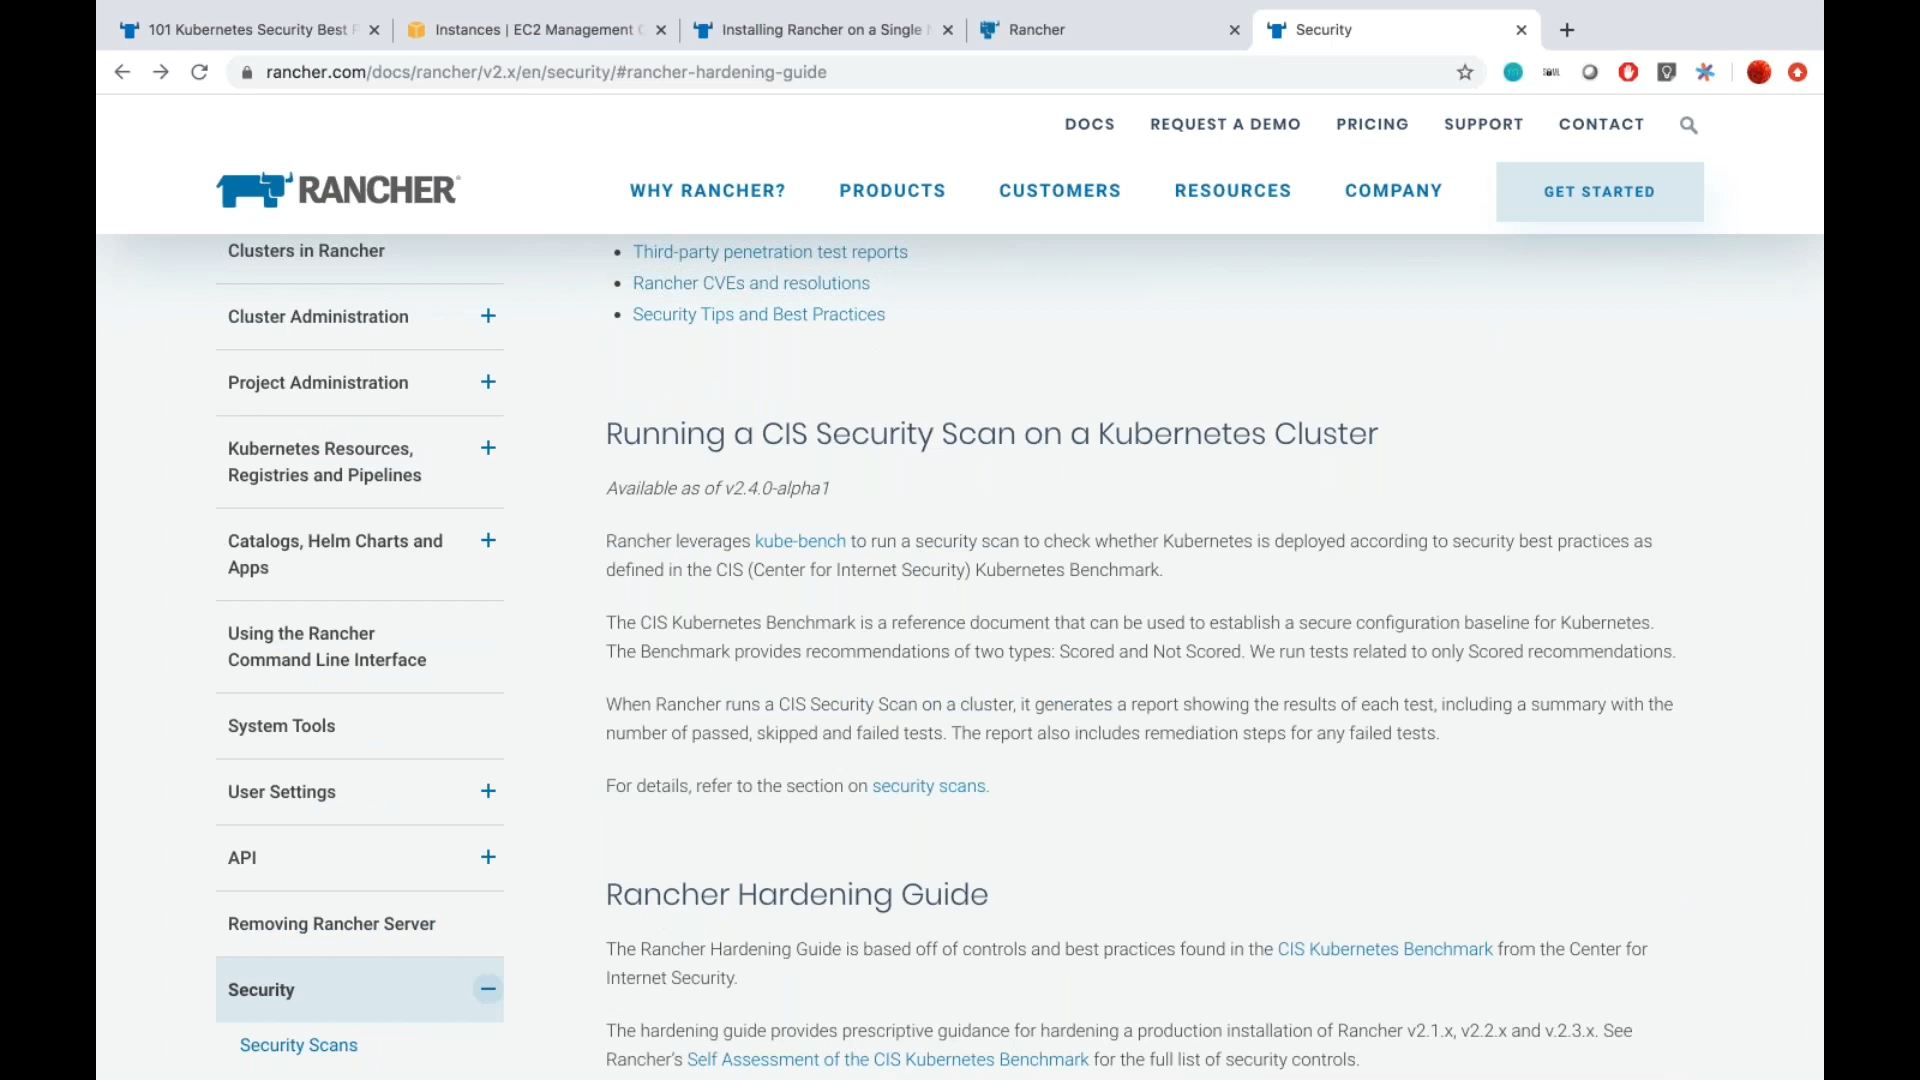 101 Kubernetes Security Best
Instances | EC2 Management
Installing Rancher on a Single
Rancher
Security
rancher.com/docs/rancher/v2.x/en/security/#rancher-hardening-guide
DOCS
REQUEST A DEMO
PRICING
SUPPORT
CONTACT
RANCHER
WHY RANCHER?
PRODUCTS
CUSTOMERS
RESOURCES
COMPANY
GET STARTED
Clusters in Rancher
Cluster Administration
Project Administration
Kubernetes Resources,
Registries and Pipelines
Catalogs, Helm Charts and
Apps
Using the Rancher
Command Line Interface
System Tools
User Settings
API
Removing Rancher Server
Security
Security Scans
Third-party penetration test reports
Rancher CVEs and resolutions
Security Tips and Best Practices
Running a CIS Security Scan on a Kubernetes Cluster
Available as of v2.4.0-alpha1
Rancher leverages kube-bench to run a security scan to check whether Kubernetes is deployed according to security best practices as
defined in the CIS (Center for Internet Security) Kubernetes Benchmark.
The CIS Kubernetes Benchmark is a reference document that can be used to establish a secure configuration baseline for Kubernetes.
The Benchmark provides recommendations of two types: Scored and Not Scored. We run tests related to only Scored recommendations.
When Rancher runs a CIS Security Scan on a cluster, it generates a report showing the results of each test, including a summary with the
number of passed, skipped and failed tests. The report also includes remediation steps for any failed tests.
For details, refer to the section on security scans.
Rancher Hardening Guide
The Rancher Hardening Guide is based off of controls and best practices found in the CIS Kubernetes Benchmark from the Center for
Internet Security.
The hardening guide provides prescriptive guidance for hardening a production installation of Rancher v2.1.x, v2.2.x and v.2.3.x. See
Rancher's Self Assessment of the CIS Kubernetes Benchmark for the full list of security controls.